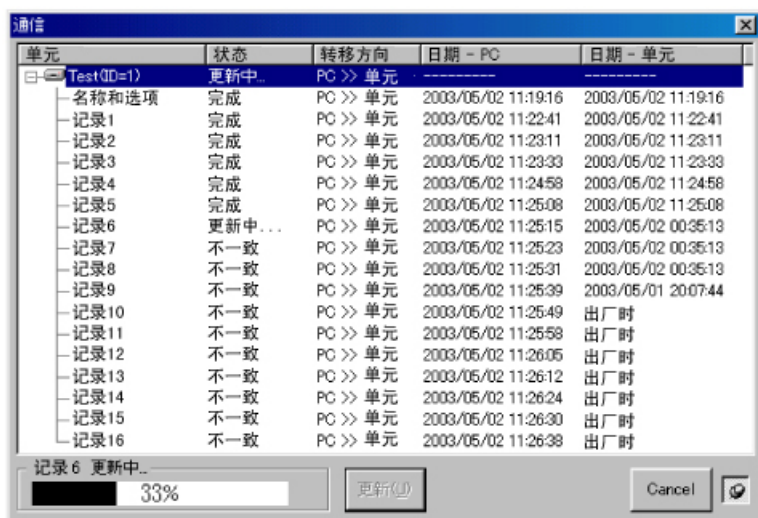 通信
单元 状态 转移方向 日期 - PC 日期 - 单元
Test(ID=1) 更新中.. PC >> 单元 --------- ---------
名称和选项 完成 PC >> 单元 2003/05/02 11:19:16 2003/05/02 11:19:16
记录1 完成 PC >> 单元 2003/05/02 11:22:41 2003/05/02 11:22:41
记录2 完成 PC >> 单元 2003/05/02 11:23:11 2003/05/02 11:23:11
记录3 完成 PC >> 单元 2003/05/02 11:23:33 2003/05/02 11:23:33
记录4 完成 PC >> 单元 2003/05/02 11:24:58 2003/05/02 11:24:58
记录5 完成 PC >> 单元 2003/05/02 11:25:08 2003/05/02 11:25:08
记录6 更新中... PC >> 单元 2003/05/02 11:25:15 2003/05/02 00:35:13
记录7 不一致 PC >> 单元 2003/05/02 11:25:23 2003/05/02 00:35:13
记录8 不一致 PC >> 单元 2003/05/02 11:25:31 2003/05/02 00:35:13
记录9 不一致 PC >> 单元 2003/05/02 11:25:39 2003/05/01 20:07:44
记录10 不一致 PC >> 单元 2003/05/02 11:25:49 出厂时
记录11 不一致 PC >> 单元 2003/05/02 11:25:58 出厂时
记录12 不一致 PC >> 单元 2003/05/02 11:26:05 出厂时
记录13 不一致 PC >> 单元 2003/05/02 11:26:12 出厂时
记录14 不一致 PC >> 单元 2003/05/02 11:26:24 出厂时
记录15 不一致 PC >> 单元 2003/05/02 11:26:30 出厂时
记录16 不一致 PC >> 单元 2003/05/02 11:26:38 出厂时
记录 6 更新中..
33% 更新(U) Cancel